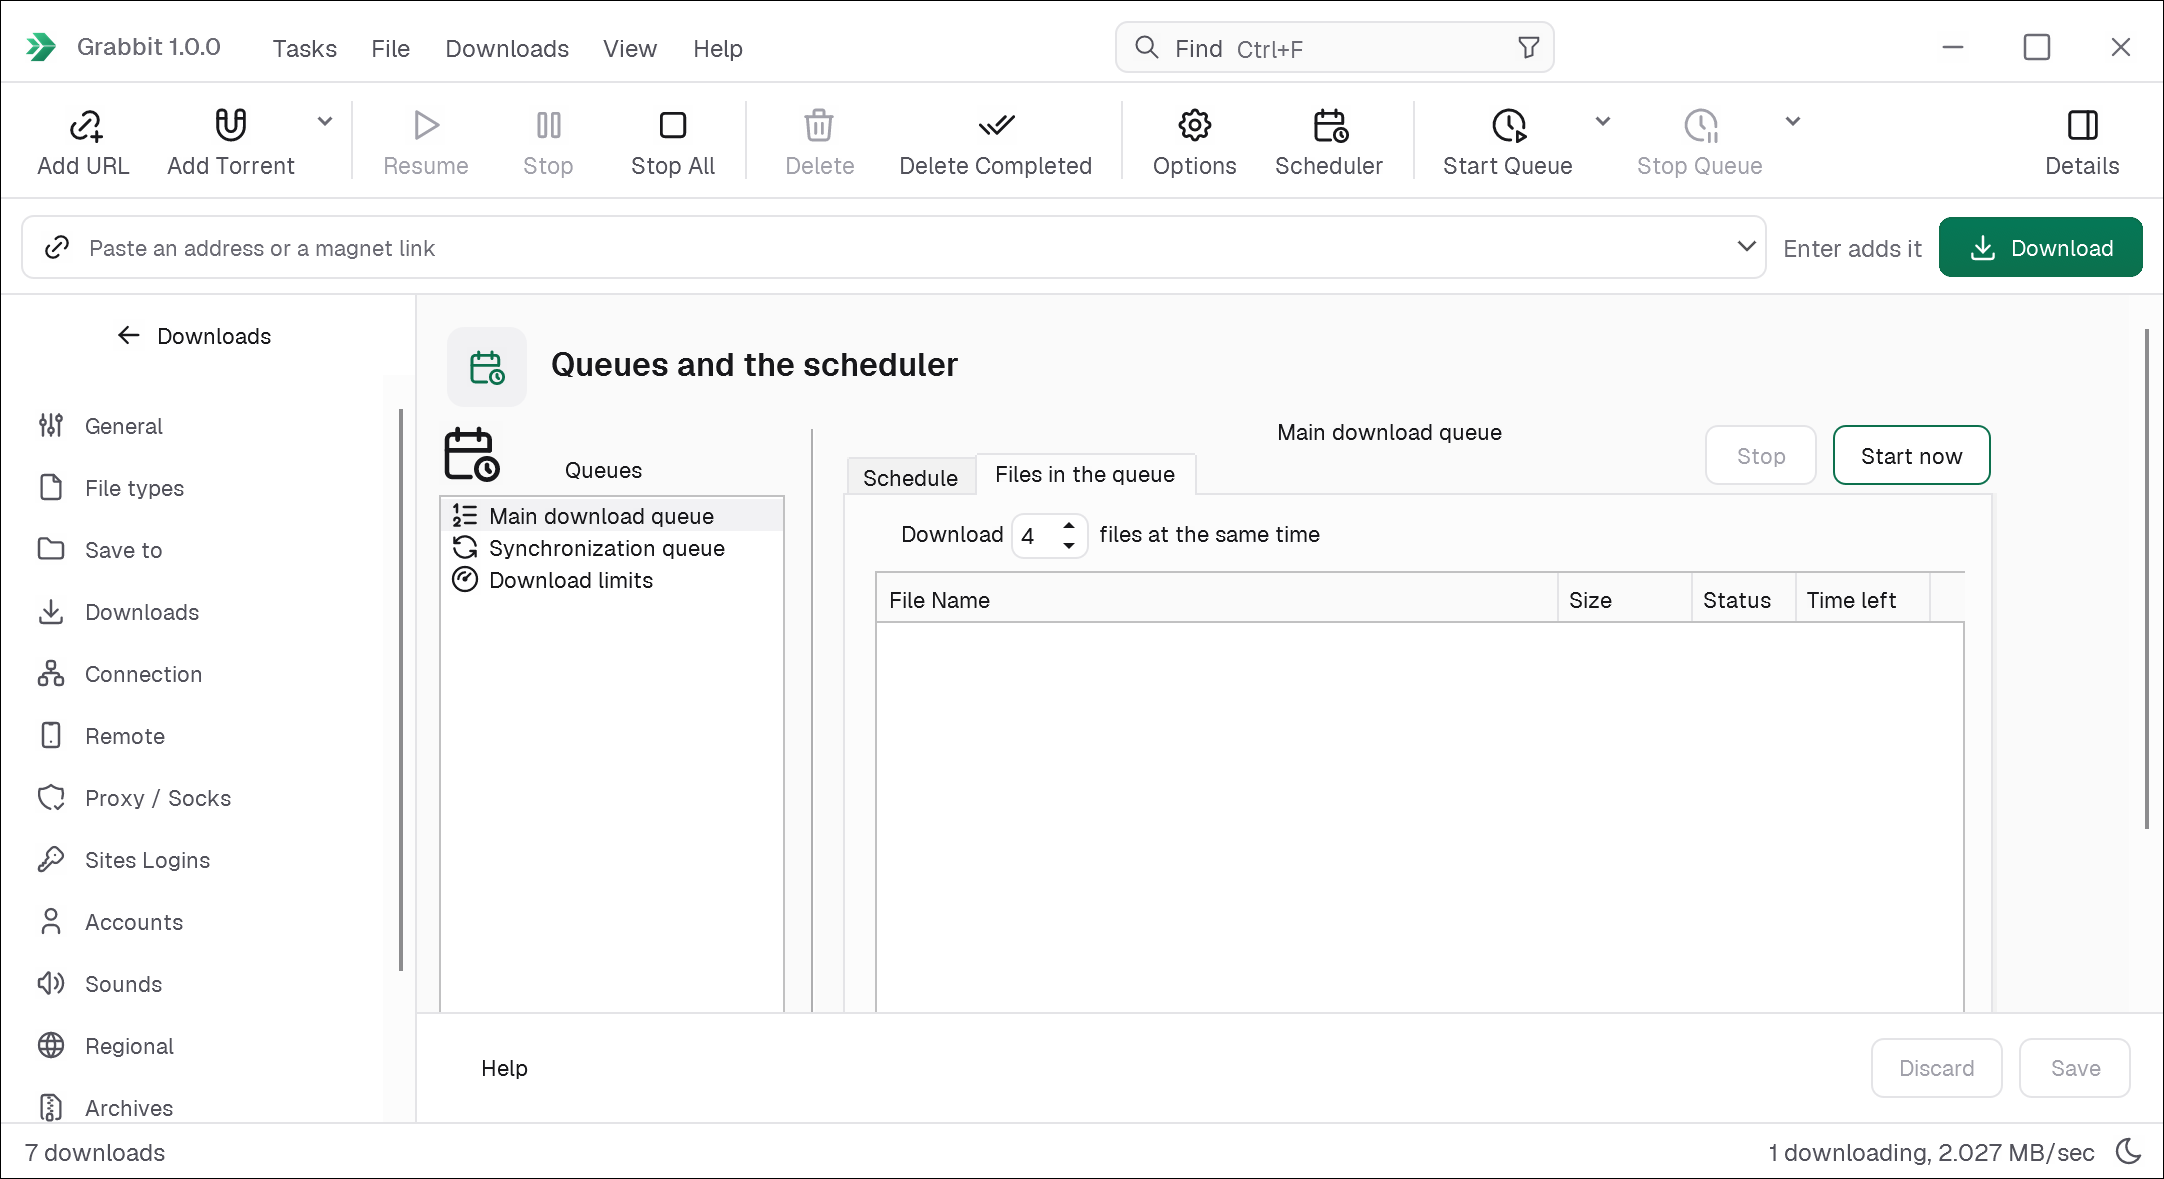 Grabbit 1.0.0 Tasks File Downloads View Help Find Ctrl+F
Add URL Add Torrent Resume Stop Stop All Delete Delete Completed Options Scheduler Start Queue Stop Queue Details
Paste an address or a magnet link Enter adds it Download
Downloads
General
File types
Save to
Downloads
Connection
Remote
Proxy / Socks
Sites Logins
Accounts
Sounds
Regional
Archives
Queues and the scheduler
Queues
Main download queue
Synchronization queue
Download limits
Main download queue
Stop Start now
Schedule Files in the queue
Download 4 files at the same time
File Name Size Status Time left
Help Discard Save
7 downloads 1 downloading, 2.027 MB/sec